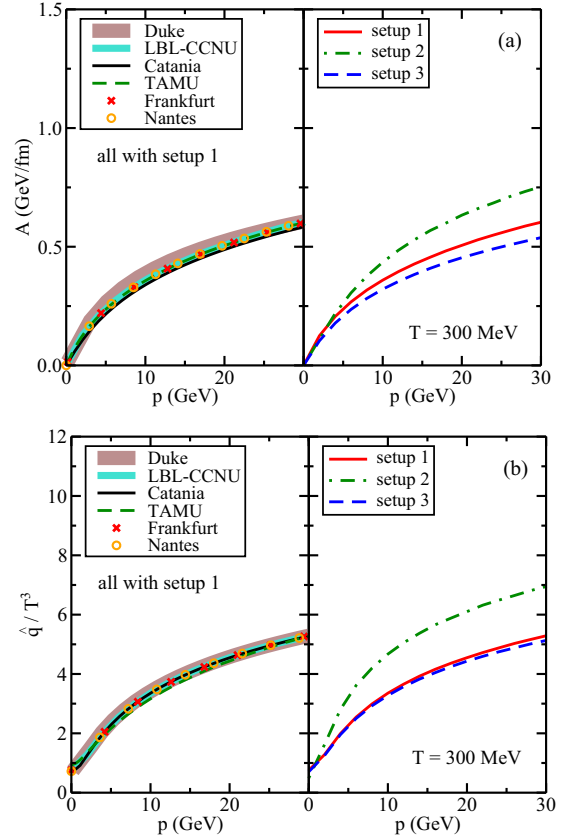 Duke
LBL-CCNU
Catania
TAMU
Frankfurt
Nantes
all with setup 1
setup 1
setup 2
setup 3
(a)
T = 300 MeV
A (GeV/fm)
1.5
1.0
0.5
0.0
0 10 20 0 10 20 30
p (GeV) p (GeV)
Duke
LBL-CCNU
Catania
TAMU
Frankfurt
Nantes
all with setup 1
setup 1
setup 2
setup 3
(b)
T = 300 MeV
q̂ / T³
12
10
8
6
4
2
0
0 10 20 0 10 20 30
p (GeV) p (GeV)